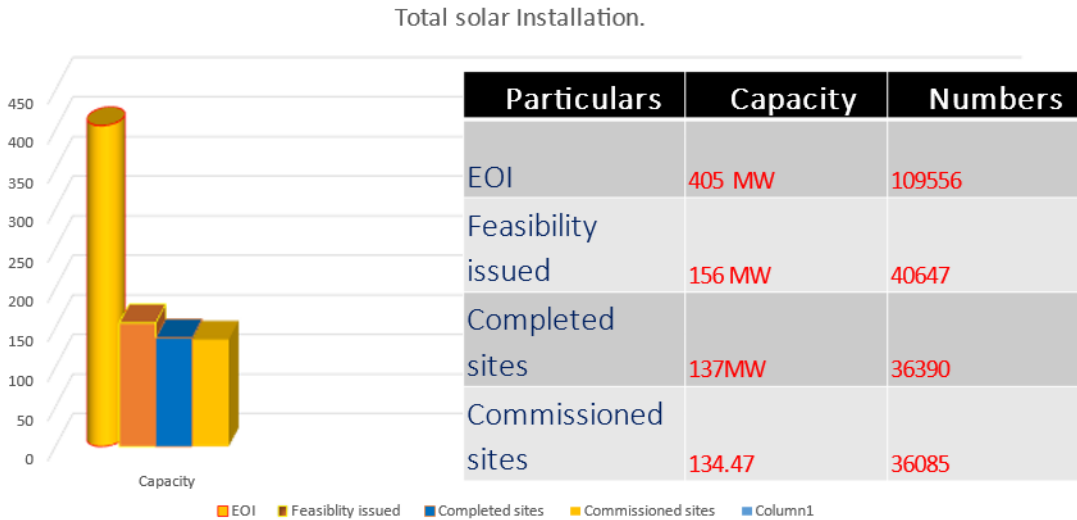 Total solar Installation.
450
400
350
300
250
200
150
100
50
0
Capacity
EOI Feasiblity issued Completed sites Commissioned sites Column1
Particulars Capacity Numbers
EOI 405 MW 109556
Feasibility
issued 156 MW 40647
Completed
sites 137MW 36390
Commissioned
sites 134.47 36085